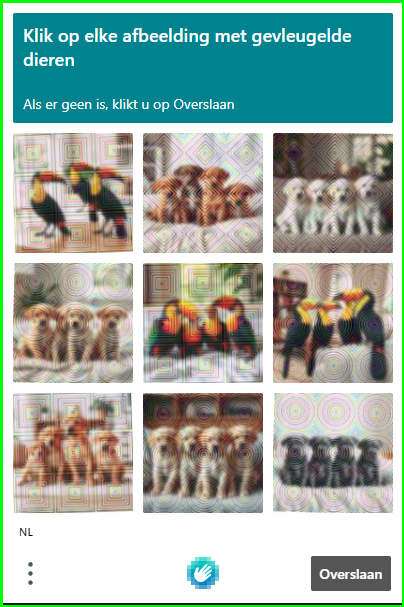 Klik op elke afbeelding met gevleugelde
dieren
Als er geen is, klikt u op Overslaan
NL
Overslaan